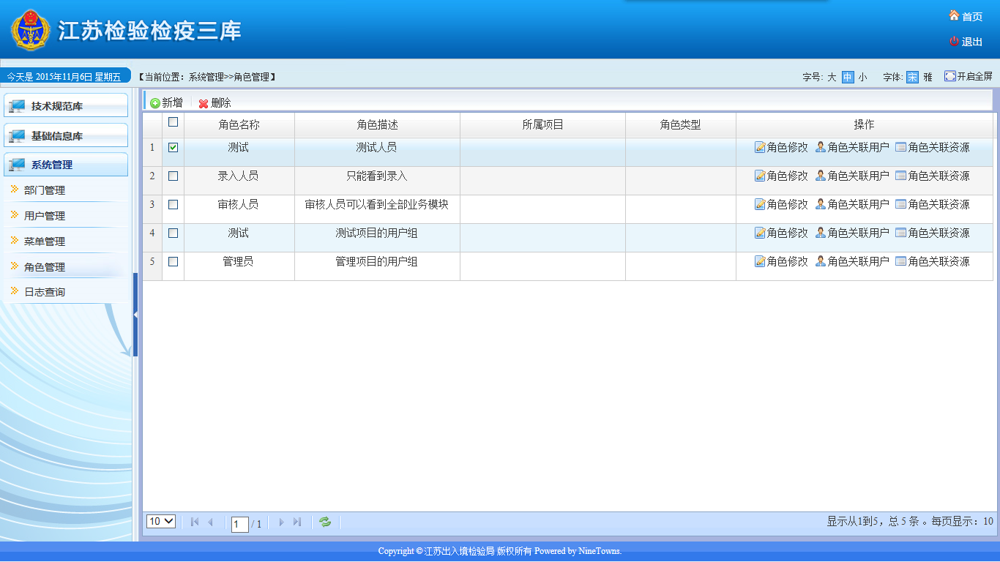 江苏检验检疫三库
首页
退出
今天是 2015年11月6日 星期五
【当前位置：系统管理>>角色管理】
字号: 大 中 小 字体: 宋 雅 开启全屏
技术规范库
基础信息库
系统管理
部门管理
用户管理
菜单管理
角色管理
日志查询
新增 删除
角色名称 角色描述 所属项目 角色类型 操作
1 测试 测试人员 角色修改 角色关联用户 角色关联资源
2 录入人员 只能看到录入 角色修改 角色关联用户 角色关联资源
3 审核人员 审核人员可以看到全部业务模块 角色修改 角色关联用户 角色关联资源
4 测试 测试项目的用户组 角色修改 角色关联用户 角色关联资源
5 管理员 管理项目的用户组 角色修改 角色关联用户 角色关联资源
10 1 / 1 显示从1到5，总 5 条 。每页显示：10
Copyright © 江苏出入境检验局 版权所有 Powered by NineTowns.